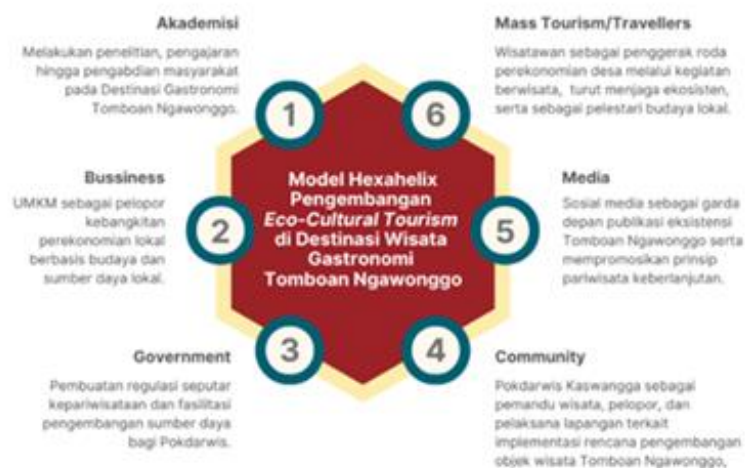 Akademisi
Melakukan penelitian, pengajaran
hingga pengabdian masyarakat
pada Destinasi Gastronomi
Tomboan Ngawonggo.
1
Bussiness
UMKM sebagai pelopor
kebangkitan
perekonomian lokal
berbasis budaya dan
sumber daya lokal.
2
Government
Pembuatan regulasi seputar
kepariwisataan dan fasilitasi
pengembangan sumber daya
bagi Pokdarwis.
3
Model Hexahelix
Pengembangan
Eco-Cultural Tourism
di Destinasi Wisata
Gastronomi
Tomboan Ngawonggo
Mass Tourism/Travellers
Wisatawan sebagai penggerak roda
perekonomian desa melalui kegiatan
berwisata, turut menjaga ekosisten,
serta sebagai pelestari budaya lokal.
6
Media
Sosial media sebagai garda
depan publikasi eksistensi
Tomboan Ngawonggo serta
mempromosikan prinsip
pariwisata keberlanjutan.
5
Community
Pokdarwis Kaswangga sebagai
pemandu wisata, pelopor, dan
pelaksana lapangan terkait
implementasi rencana pengembangan
objek wisata Tomboan Ngawonggo,
4